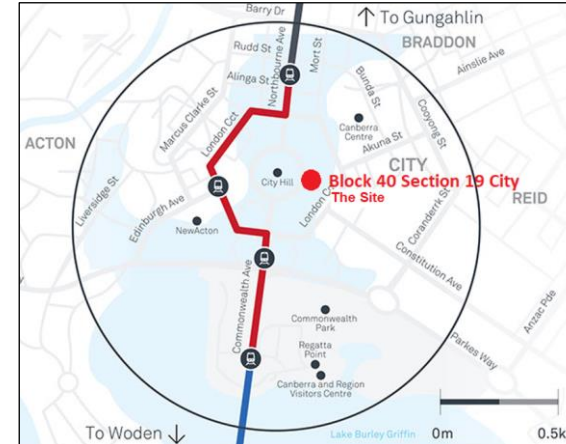 Barry Dr
To Gungahlin
BRADDON
Rudd St
Northbourne Ave
Mort St
Ainslie Ave
Alinga St
Bunda St
Cooyong St
Marcus Clarke St
London Cct
Canberra
Centre
Akuna St
ACTON
CITY
City Hill
Block 40 Section 19 City
The Site
REID
Liversidge St
Edinburgh Ave
London Cct
Coranderrk St
NewActon
Constitution Ave
Commonwealth Ave
Anzac Pde
Commonwealth
Park
Parkes Way
Regatta
Point
Canberra and Region
Visitors Centre
0m
0.5k
To Woden
Lake Burley Griffin